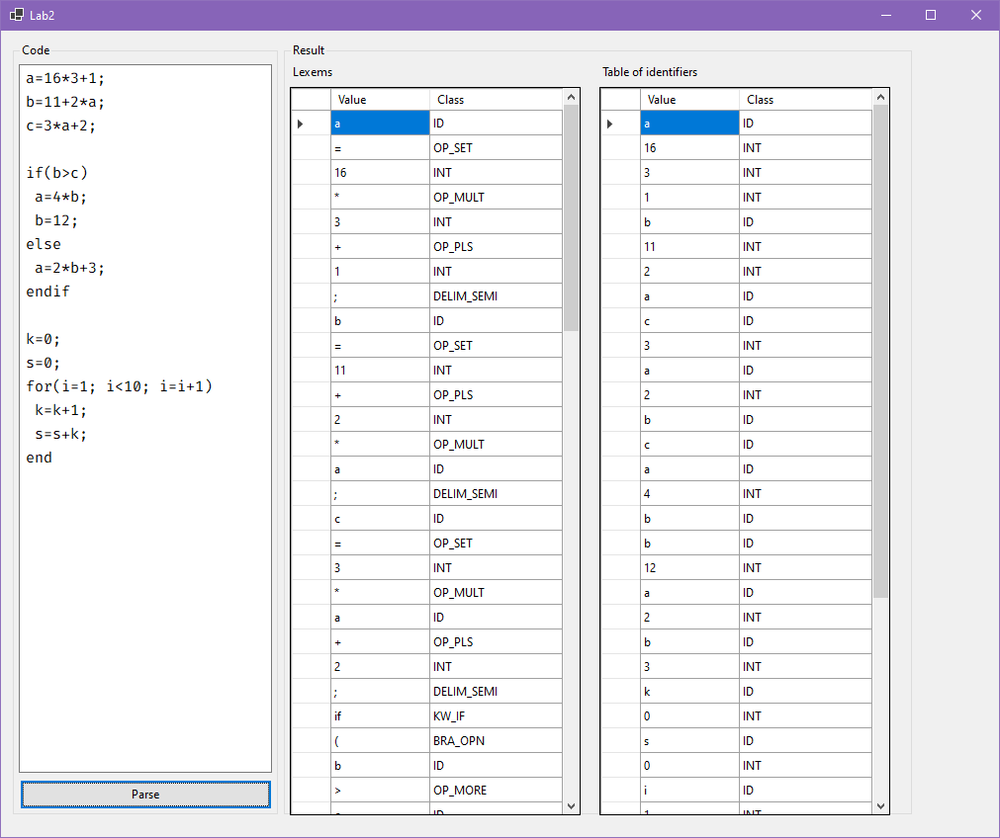 Lab2
Code
a=16*3+1;
b=11+2*a;
c=3*a+2;
if(b>c)
a=4*b;
b=12;
else
a=2*b+3;
endif
k=0;
s=0;
for(i=1; i<10; i=i+1)
k=k+1;
s=s+k;
end
Parse
Result
Lexems
Value Class
a ID
= OP_SET
16 INT
* OP_MULT
3 INT
+ OP_PLS
1 INT
; DELIM_SEMI
b ID
= OP_SET
11 INT
+ OP_PLS
2 INT
* OP_MULT
a ID
; DELIM_SEMI
c ID
= OP_SET
3 INT
* OP_MULT
a ID
+ OP_PLS
2 INT
; DELIM_SEMI
if KW_IF
( BRA_OPN
b ID
> OP_MORE
c ID
Table of identifiers
Value Class
a ID
16 INT
3 INT
1 INT
b ID
11 INT
2 INT
a ID
c ID
3 INT
a ID
2 INT
b ID
c ID
a ID
4 INT
b ID
b ID
12 INT
a ID
2 INT
b ID
3 INT
k ID
0 INT
s ID
0 INT
i ID
1 INT